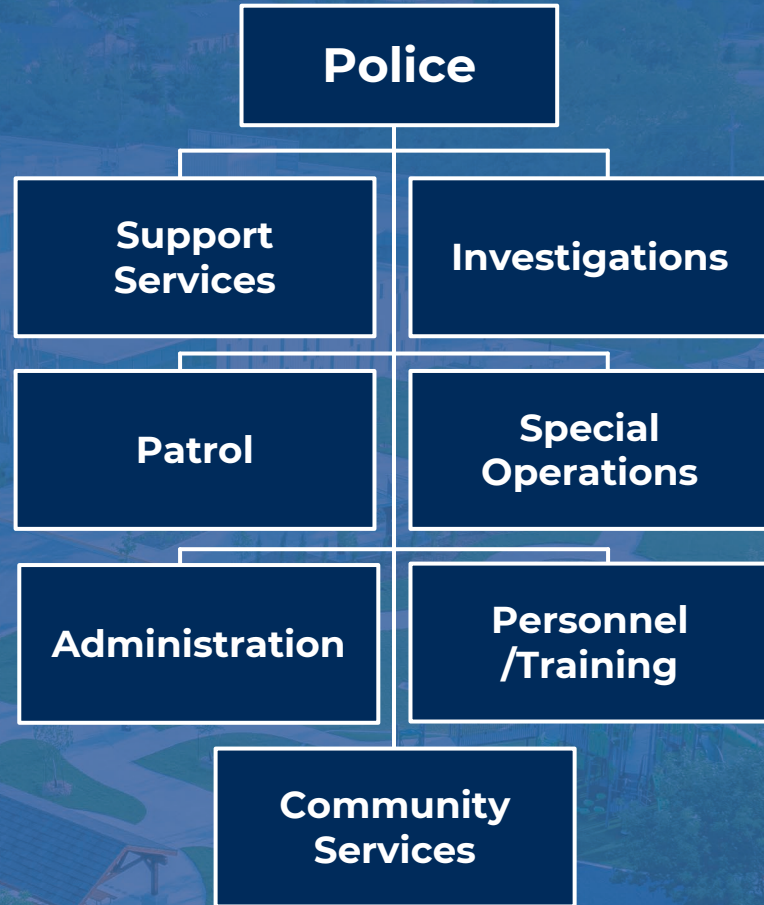 Police
Support
Services
Investigations
Patrol
Special
Operations
Administration
Personnel
/Training
Community
Services